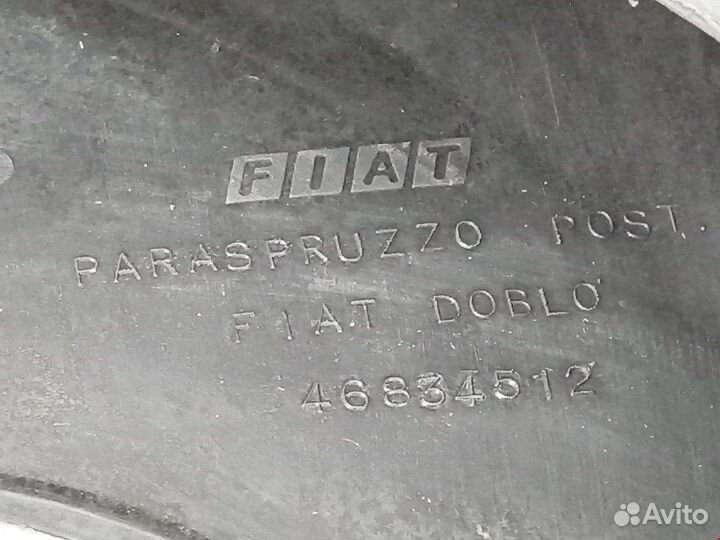 FIAT
PARASPRUZZO POST.
FIAT DOBLO'
46834512
Avito